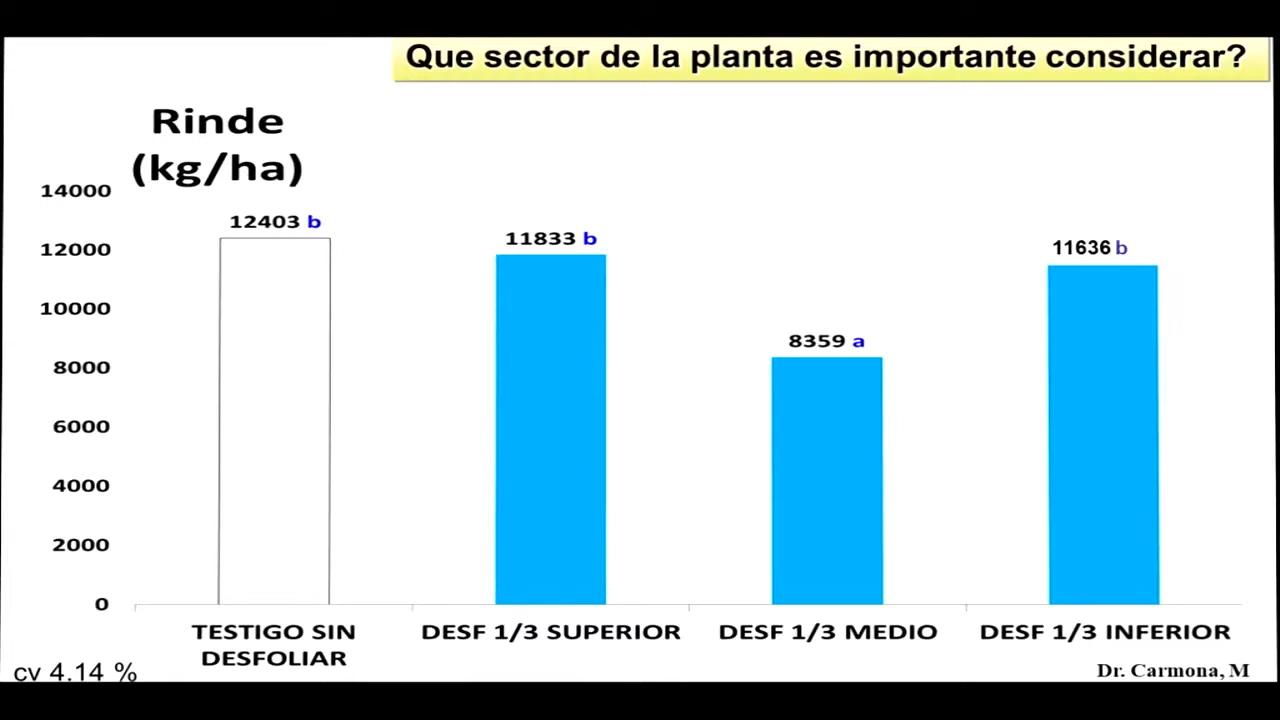 Que sector de la planta es importante considerar?
Rinde
(kg/ha)
14000
12000
10000
8000
6000
4000
2000
0
12403 b
11833 b
8359 a
11636 b
TESTIGO SIN
DESFOLIAR
DESF 1/3 SUPERIOR
DESF 1/3 MEDIO
DESF 1/3 INFERIOR
cv 4.14 %
Dr. Carmona, M